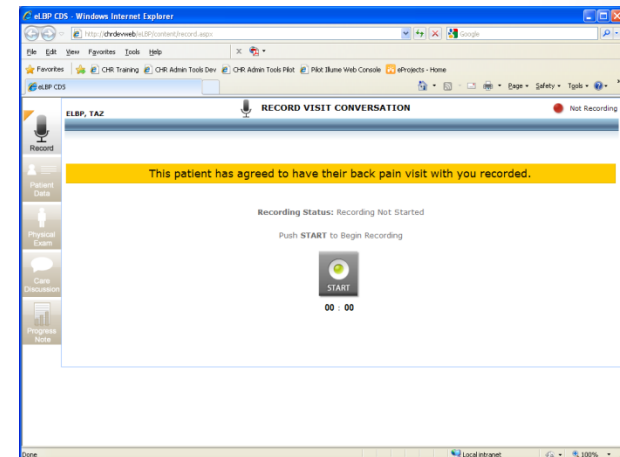 eLBP CDS - Windows Internet Explorer
http://chrdevweb/eLBP/content/record.aspx
Google
File Edit View Favorites Tools Help
Favorites CHR Training CHR Admin Tools Dev CHR Admin Tools Pilot Pilot Illume Web Console eProjects - Home
eLBP CDS
Page Safety Tools
ELBP, TAZ
RECORD VISIT CONVERSATION
Not Recording
Record
This patient has agreed to have their back pain visit with you recorded.
Patient
Data
Recording Status: Recording Not Started
Physical
Exam
Push START to Begin Recording
Care
Discussion
START
00 : 00
Progress
Note
Done
Local intranet
100%